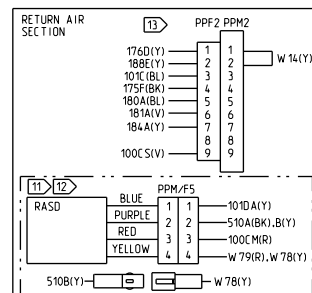 RETURN AIR SECTION
13 PPF2 PPM2
176D(Y) 1 1
188E(Y) 2 2 W 14(Y)
101C(BL) 3 3
175F(BK) 4 4
180A(BL) 5 5
181A(V) 6 6
184A(Y) 7 7
8 8
100CS(V) 9 9
11 12 PPM/F5
RASD BLUE 1 1 101DA(Y)
PURPLE 2 2 510A(BK).B(Y)
RED 3 3 100CM(R)
YELLOW 4 4 W 79(R).W 78(Y)
510B(Y) W 78(Y)